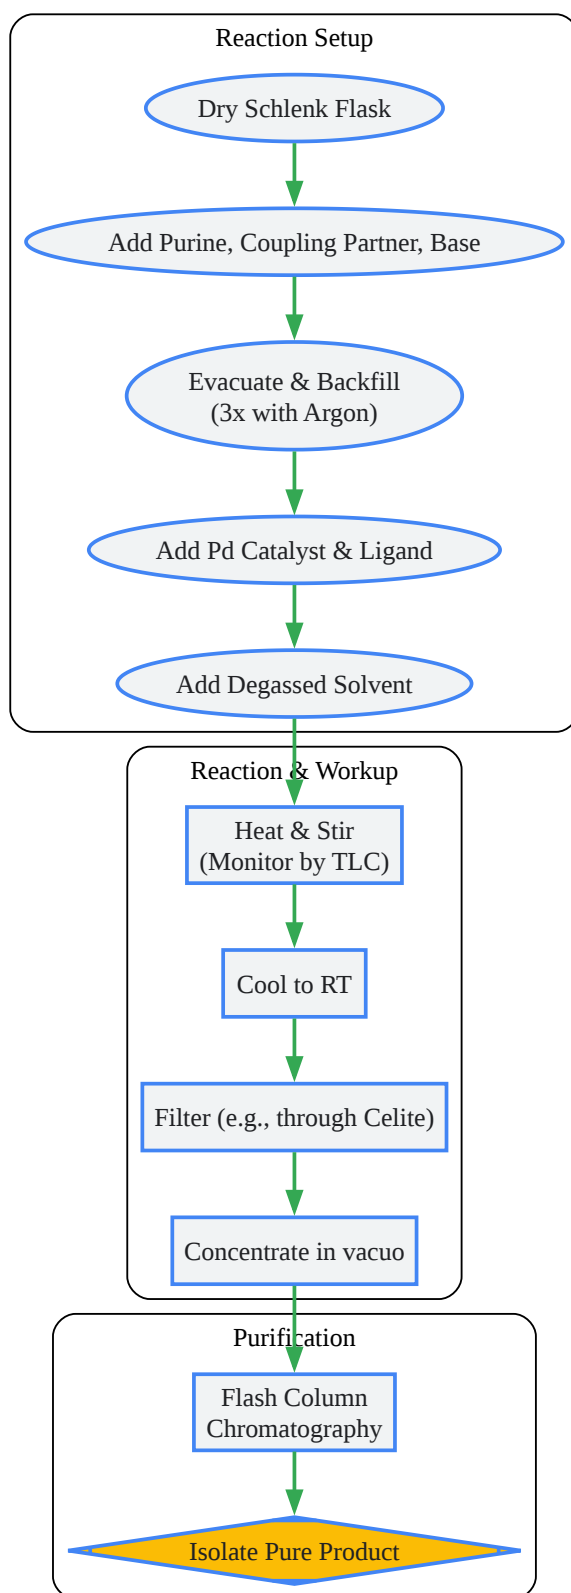 Reaction Setup
Dry Schlenk Flask
Add Purine, Coupling Partner, Base
Evacuate & Backfill
(3x with Argon)
Add Pd Catalyst & Ligand
Add Degassed Solvent
Reaction & Workup
Heat & Stir
(Monitor by TLC)
Cool to RT
Filter (e.g., through Celite)
Concentrate in vacuo
Purification
Flash Column
Chromatography
Isolate Pure Product